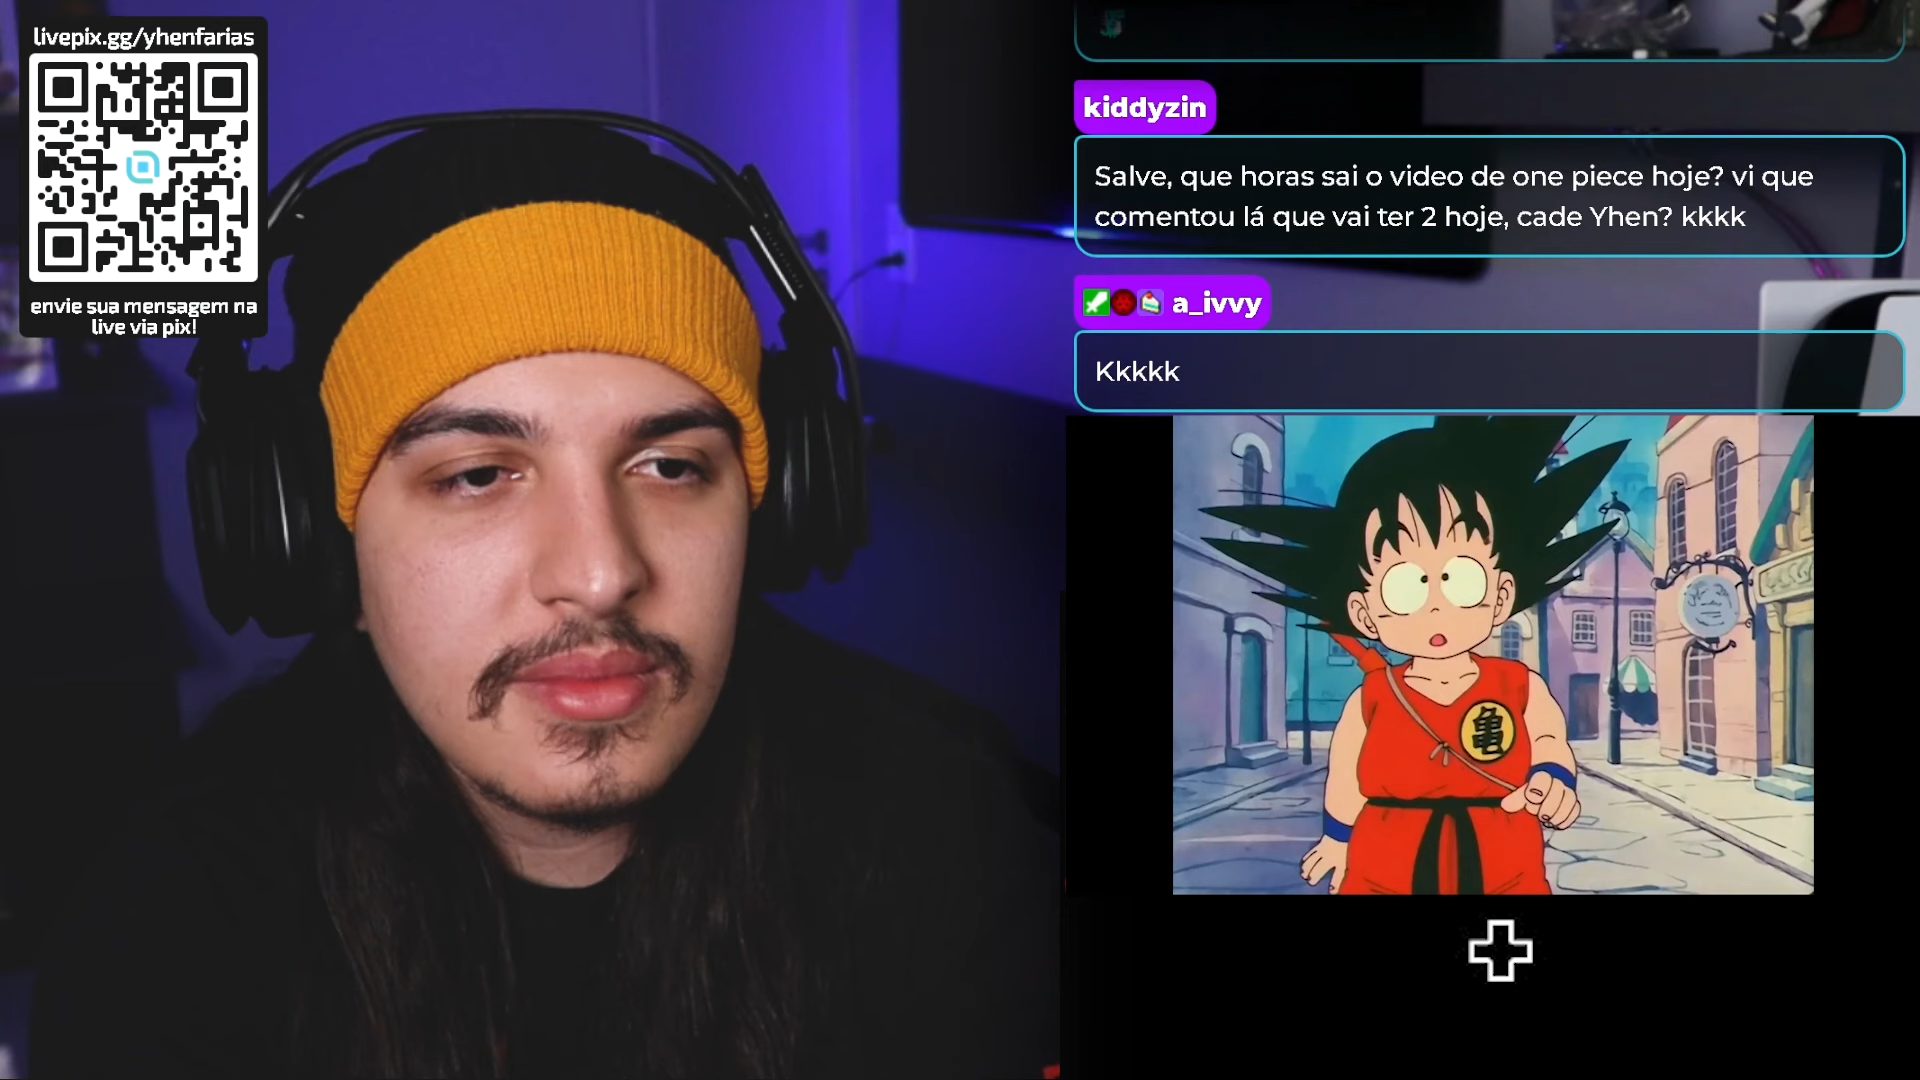 livepix.gg/yhenfarias
envie sua mensagem na
live via pix!
kiddyzin
Salve, que horas sai o video de one piece hoje? vi que
comentou lá que vai ter 2 hoje, cade Yhen? kkkk
a_ivvy
Kkkkk
亀